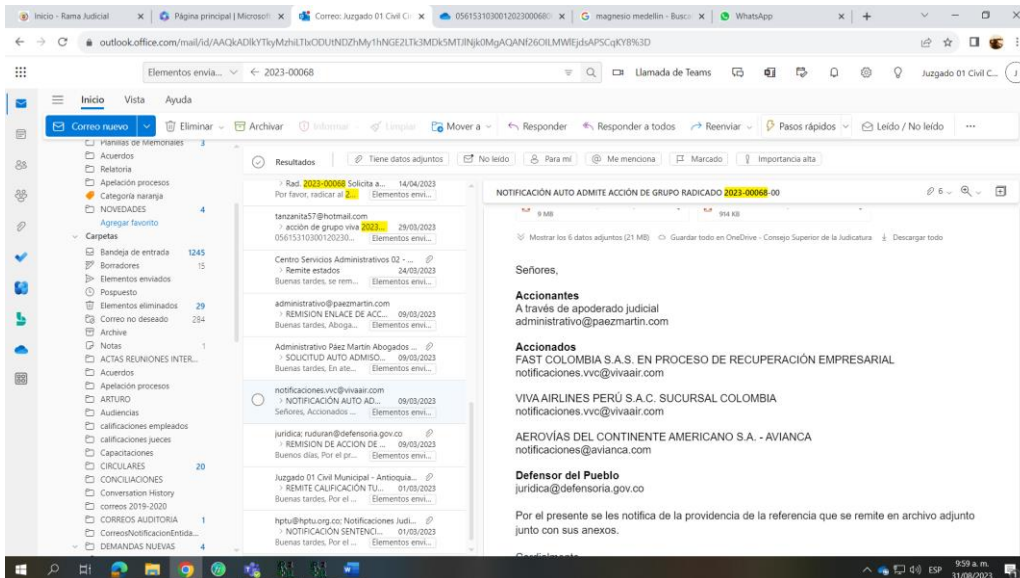 Inicio - Rama Judicial
Página principal | Microsoft
Correo: Juzgado 01 Civil Cir
magnesio medellin - Busca
WhatsApp
Elementos envia...
2023-00068
Llamada de Teams
Juzgado 01 Civil C...
Inicio Vista Ayuda
Correo nuevo
Eliminar
Archivar
Informar
Limpiar
Mover a
Responder
Responder a todos
Reenviar
Pasos rápidos
Leído / No leído
Planillas de Memoriales 3
Acuerdos
Relatoria
Apelación procesos
Categoría naranja
NOVEDADES 4
Agregar favorito
Carpetas
Bandeja de entrada 1245
Borradores 15
Elementos enviados
Pospuesto
Elementos eliminados 29
Correo no deseado 284
Archive
Notas 1
ACTAS REUNIONES INTER...
Acuerdos
Apelación procesos
ARTURO
Audiencias
calificaciones empleados
calificaciones jueces
Capacitaciones
CIRCULARES 20
CONCILIACIONES
Conversation History
correos 2019-2020
CORREOS AUDITORIA 1
CorreosNotificacionEntida...
DEMANDAS NUEVAS 4
Resultados
Tiene datos adjuntos
No leído
Para mí
Me menciona
Marcado
Importancia alta
> Rad. 2023-00068 Solicita a... 14/04/2023
Por favor, radicar al 2... Elementos envi...
tanzanita57@hotmail.com
> acción de grupo viva 2023... 29/03/2023
05615310300120230... Elementos envi...
Centro Servicios Administrativos 02 - ...
> Remite estados 24/03/2023
Buenas tardes, se rem... Elementos envi...
administrativo@paezmartin.com
> REMISION ENLACE DE ACC... 09/03/2023
Buenas tardes, Aboga... Elementos envi...
Administrativo Páez Martin Abogados ...
> SOLICITUD AUTO ADMISO... 09/03/2023
Buenas tardes, En ate... Elementos envi...
notificaciones.vvc@vivaair.com
> NOTIFICACIÓN AUTO AD... 09/03/2023
Señores, Accionados ... Elementos envi...
juridica; ruduran@defensoria.gov.co
> REMISION DE ACCION DE ... 09/03/2023
Buenos días, Por el pr... Elementos envi...
Juzgado 01 Civil Municipal - Antioquia...
> REMITE CALIFICACIÓN TU... 01/03/2023
Buenas tardes, Por el ... Elementos envi...
hptu@hptu.org.co; Notificaciones Judi...
> NOTIFICACIÓN SENTENCI... 01/03/2023
Buenas tardes, Por el ... Elementos envi...
NOTIFICACIÓN AUTO ADMITE ACCIÓN DE GRUPO RADICADO 2023-00068-00
6
9 MB
914 KB
Mostrar los 6 datos adjuntos (21 MB)
Guardar todo en OneDrive - Consejo Superior de la Judicatura
Descargar todo
Señores,
Accionantes
A través de apoderado judicial
administrativo@paezmartin.com
Accionados
FAST COLOMBIA S.A.S. EN PROCESO DE RECUPERACIÓN EMPRESARIAL
notificaciones.vvc@vivaair.com
VIVA AIRLINES PERÚ S.A.C. SUCURSAL COLOMBIA
notificaciones.vvc@vivaair.com
AEROVÍAS DEL CONTINENTE AMERICANO S.A. - AVIANCA
notificaciones@avianca.com
Defensor del Pueblo
juridica@defensoria.gov.co
Por el presente se les notifica de la providencia de la referencia que se remite en archivo adjunto
junto con sus anexos.
ESP
9:59 a. m.
31/08/2023